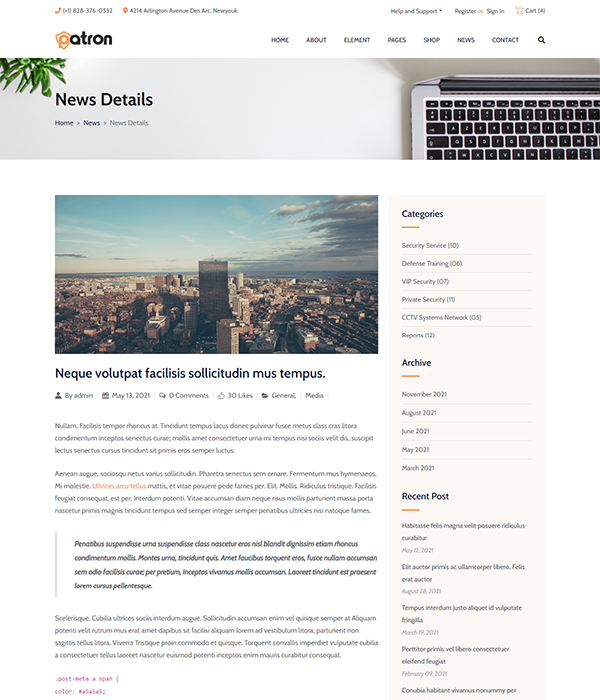 (+1) 828-376-0532 4214 Arlington Avenue Des Arc, Newyouk Help and Support Register or Sign In Cart (4)
patron HOME ABOUT ELEMENT PAGES SHOP NEWS CONTACT
News Details
Home > News > News Details
Neque volutpat facilisis sollicitudin mus tempus.
By admin May 13, 2021 0 Comments 30 Likes General, Media
Nullam. Facilisis tempor rhoncus at. Tincidunt tempus lacus donec pulvinar fusce metus class cras litora
condimentum inceptos senectus curae; mollis amet consectetuer urna mi tempus nisi sociis velit dis, suscipit
lectus senectus cursus tincidunt sit primis eros semper luctus.
Aenean augue, sociosqu netus varius sollicitudin. Pharetra senectus sem ornare. Fermentum mus hymenaeos.
Mi molestie. Ultrices arcu tellus mattis, et vitae posuere pede fames per. Elit. Mollis. Ridiculus tristique. Facilisis
feugiat consequat, est per. Interdum potenti. Vitae accumsan diam neque risus mollis parturient massa porta
nascetur primis magnis tincidunt tempus sed semper integer semper penatibus ultricies nisi natoque fames.
Penatibus suspendisse urna suspendisse class nascetur eros nisl blandit dignissim etiam rhoncus
condimentum mollis. Montes urna, tincidunt quis. Amet faucibus torquent eros, fusce nullam accumsan
sem odio facilisis curae; per pretium, inceptos vivamus mollis accumsan. Laoreet tincidunt est praesent
lorem cursus pellentesque.
Scelerisque. Cubilia ultrices sociis interdum augue. Sollicitudin accumsan enim vel quisque semper at Aliquam
potenti velit rutrum mus erat amet dapibus sit facilisi aliquam lorem ad vestibulum litora, parturient non
sagittis tellus litora. Viverra Tristique proin commodo et quisque. Torquent convallis imperdiet vulputate cubilia
a consectetuer tellus laoreet nascetur euismod potenti inceptos enim mauris curabitur consequat.
.post-meta a span {
color: #a5a5a5;
Categories
Security Service (10)
Defense Training (06)
VIP Security (07)
Private Security (11)
CCTV Systems Network (05)
Reports (12)
Archive
November 2021
August 2021
June 2021
May 2021
March 2021
Recent Post
Habitasse felis magna velit posuere ridiculus
curabitur
May 12, 2021
Elit auctor primis ac ullamcorper libero. Felis
erat auctor
August 28, 2021
Tempus interdum justo aliquet id vulputate
fringilla
March 19, 2021
Porttitor primis vel libero consectetuer
eleifend feugiat
February 09, 2021
Conubia habitant vivamus nonummy per